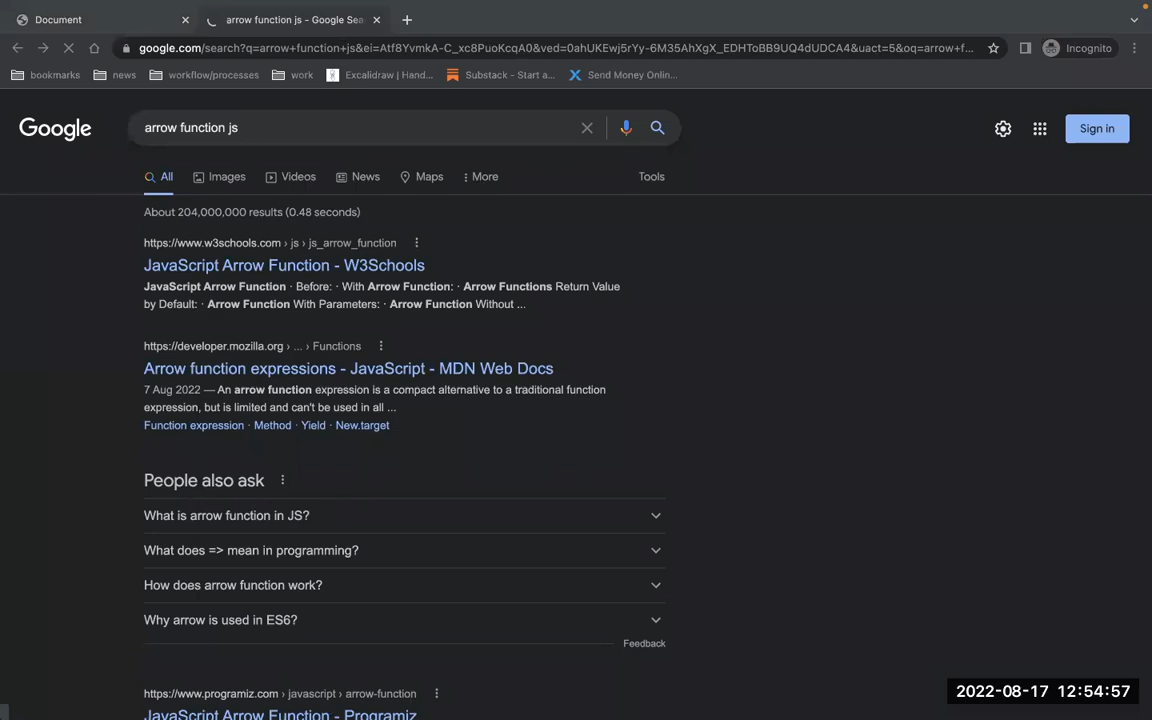 Document
arrow function js - Google Sea
google.com/search?q=arrow+function+js&ei=Atf8YvmkA-C_xc8PuoKcqA0&ved=0ahUKEwj5rYy-6M35AhXgX_EDHToBB9UQ4dUDCA4&uact=5&oq=arrow+f...
Incognito
bookmarks
news
workflow/processes
work
Excalidraw | Hand...
Substack - Start a...
Send Money Onlin...
Google
arrow function js
Sign in
All
Images
Videos
News
Maps
More
Tools
About 204,000,000 results (0.48 seconds)
https://www.w3schools.com › js › js_arrow_function
JavaScript Arrow Function - W3Schools
JavaScript Arrow Function · Before: · With Arrow Function: · Arrow Functions Return Value
by Default: · Arrow Function With Parameters: · Arrow Function Without ...
https://developer.mozilla.org › ... › Functions
Arrow function expressions - JavaScript - MDN Web Docs
7 Aug 2022 — An arrow function expression is a compact alternative to a traditional function
expression, but is limited and can't be used in all ...
Function expression · Method · Yield · New.target
People also ask
What is arrow function in JS?
What does => mean in programming?
How does arrow function work?
Why arrow is used in ES6?
Feedback
https://www.programiz.com › javascript › arrow-function
JavaScript Arrow Function - Programiz
2022-08-17 12:54:57